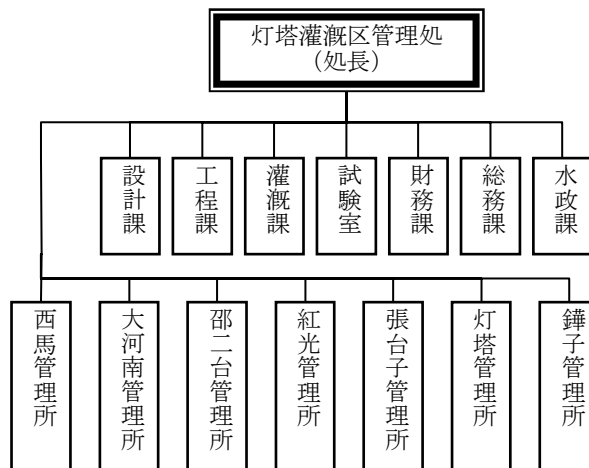 灯塔灌漑区管理処
（処長）
設計課
工程課
灌漑課
試験室
財務課
総務課
水政課
西馬管理所
大河南管理所
邵二台管理所
紅光管理所
張台子管理所
灯塔管理所
鏵子管理所